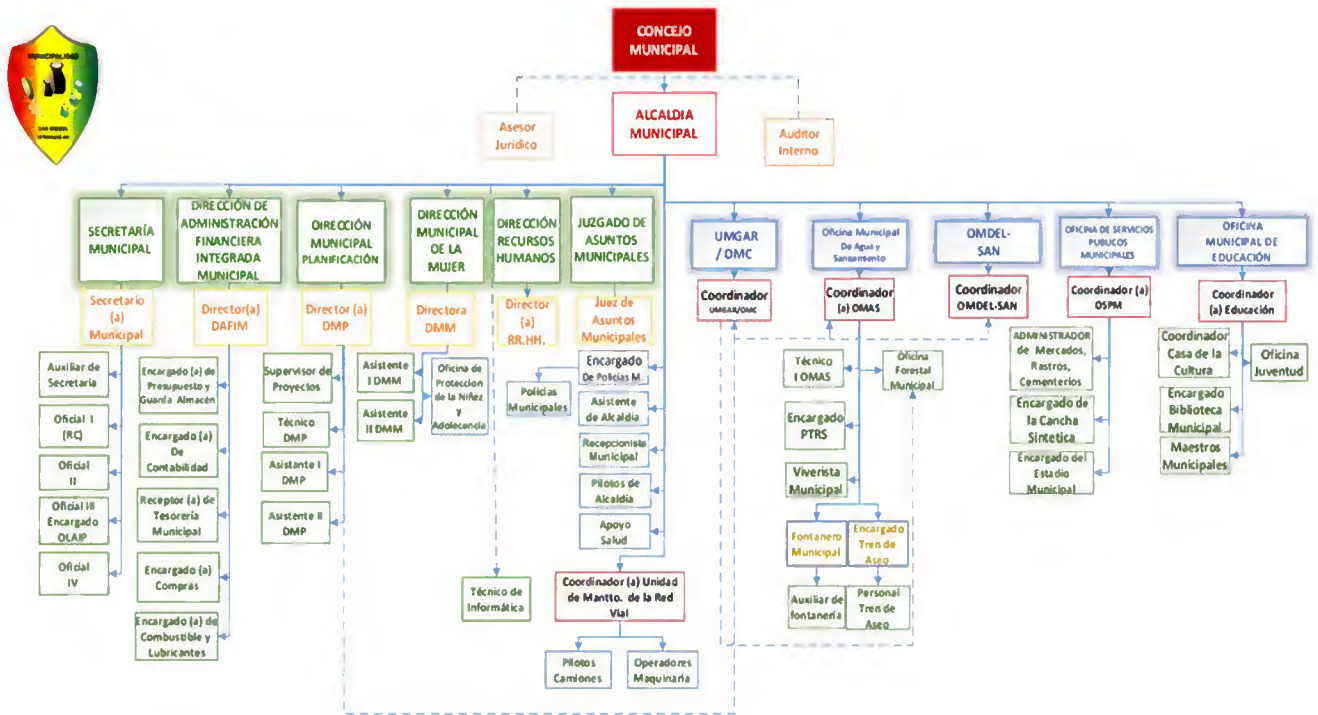 MUNICIPALIDAD
SAN MIGUEL
CONCEJO
MUNICIPAL
ALCALDIA
MUNICIPAL
Asesor
Jurídico
Auditor
Interno
SECRETARÍA
MUNICIPAL
DIRECCIÓN DE
ADMINISTRACIÓN
FINANCIERA
INTEGRADA
MUNICIPAL
DIRECCIÓN
MUNICIPAL
PLANIFICACIÓN
DIRECCIÓN
MUNICIPAL
DE LA
MUJER
DIRECCIÓN
RECURSOS
HUMANOS
JUZGADO DE
ASUNTOS
MUNICIPALES
UMGAR
/ OMC
Oficina Municipal
De Agua y
Saneamiento
OMDEL-
SAN
OFICINA DE SERVICIOS
PUBLICOS
MUNICIPALES
OFICINA
MUNICIPAL DE
EDUCACIÓN
Secretario
(a)
Municipal
Director(a)
DAFIM
Director (a)
DMP
Directora
DMM
Director
(a)
RR.HH.
Juez de
Asuntos
Municipales
Coordinador
UMGAR/OMC
Coordinador
(a) OMAS
Coordinador
OMDEL-SAN
Coordinador (a)
OSPM
Coordinador
(a) Educación
Auxiliar de
Secretaria
Oficial I
(RC)
Oficial
II
Oficial III
Encargado
OLAIP
Oficial
IV
Encargado (a) de
Presupuesto y
Guarda Almacén
Encargado (a)
De
Contabilidad
Receptor (a) de
Tesorería
Municipal
Encargado (a)
Compras
Encargado (a) de
Combustible y
Lubricantes
Supervisor de
Proyectos
Técnico
DMP
Asistante I
DMP
Asistante II
DMP
Asistente
I DMM
Asistente
II DMM
Oficina de
Protección
de la Niñez
y
Adolecencia
Técnico de
Informática
Policías
Municipales
Encargado
De Policias M.
Asistente
de Alcaldia
Recepcionista
Municipal
Pilotos de
Alcaldía
Apoyo
Salud
Coordinador (a) Unidad
de Mantto. de la Red
Vial
Pilotos
Camiones
Operadores
Maquinaria
Técnico
I OMAS
Encargado
PTRS
Viverista
Municipal
Oficina
Forestal
Municipal
Fontanero
Municipal
Encargado
Tren de
Aseo
Auxiliar de
fontanería
Personal
Tren de
Aseo
ADMINISTRADOR
de Mercados,
Rastros,
Cementerios
Encargado de
la Cancha
Sintetica
Encargado del
Estadio
Municipal
Coordinador
Casa de la
Cultura
Encargado
Biblioteca
Municipal
Maestros
Municipales
Oficina
Juventud